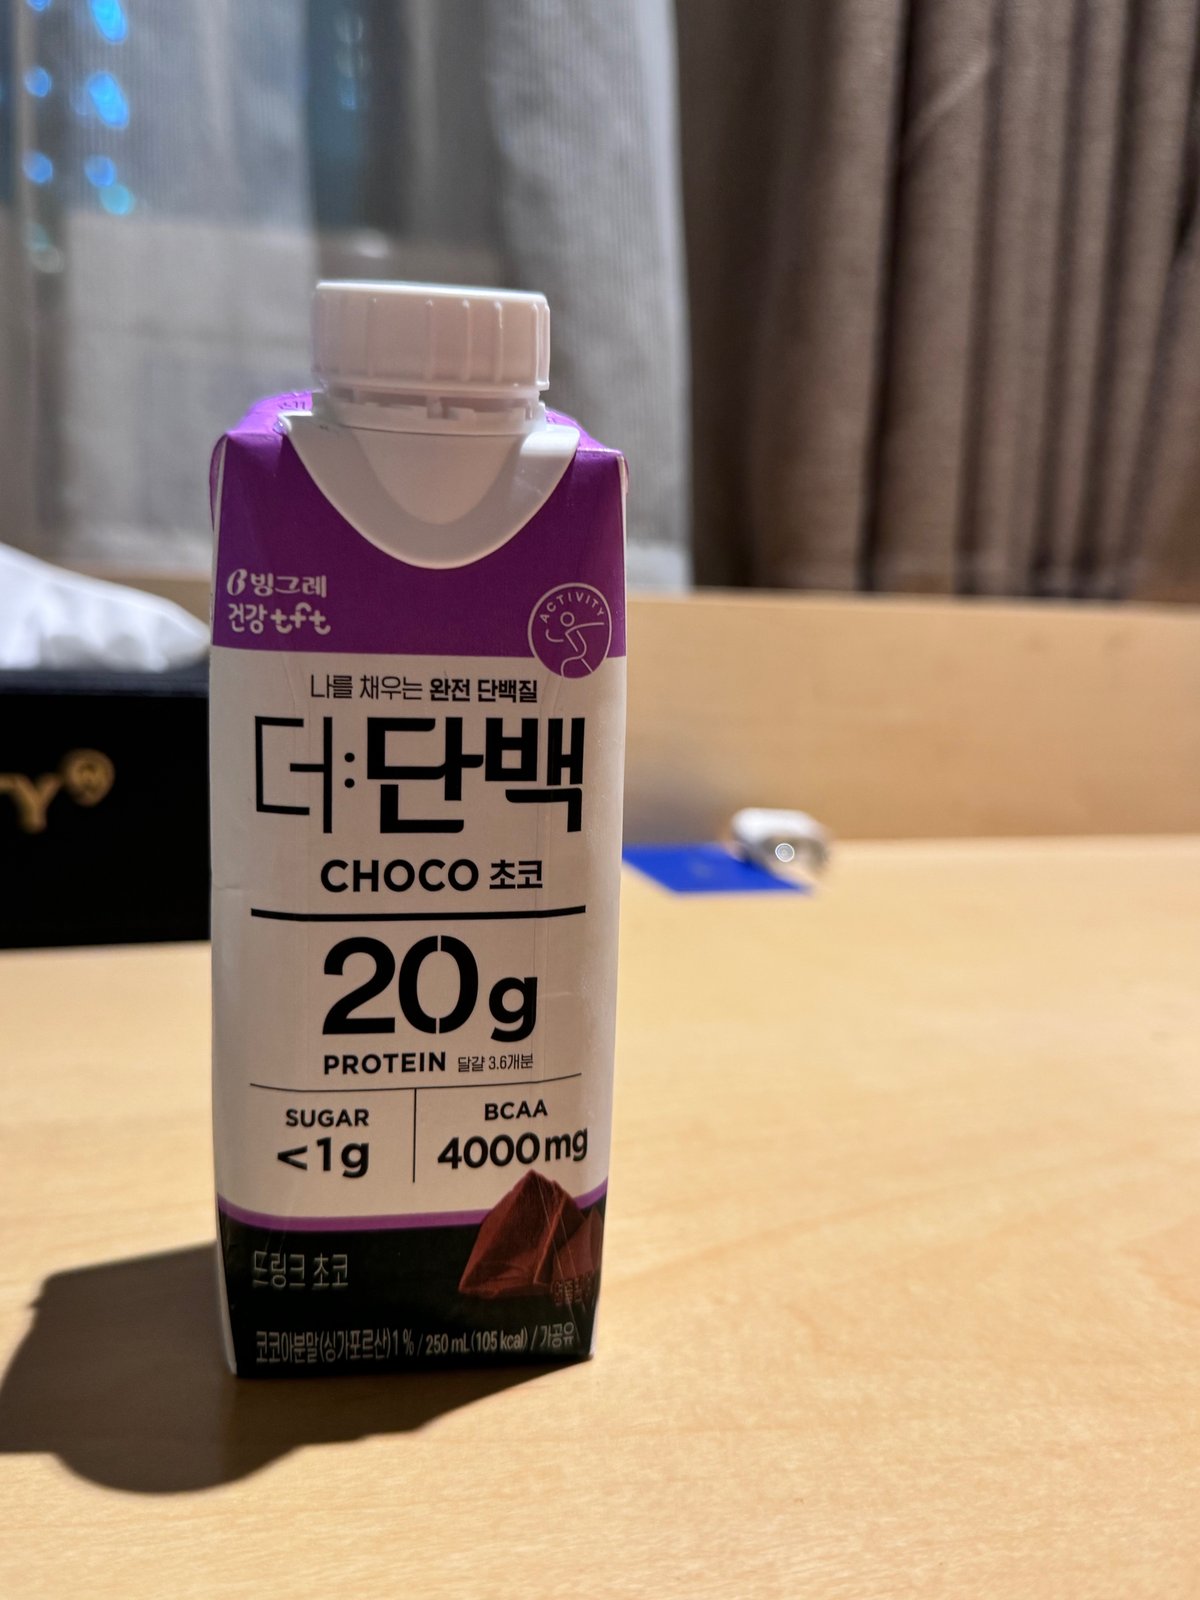 빙그레
건강 tft
ACTIVITY
나를 채우는 완전 단백질
더:단백
CHOCO 초코
20g
PROTEIN 달걀 3.6개분
SUGAR
<1g
BCAA
4000mg
드링크 초코
코코아분말(싱가포르산)1 % / 250 mL(105 kcal) / 가공유
TY